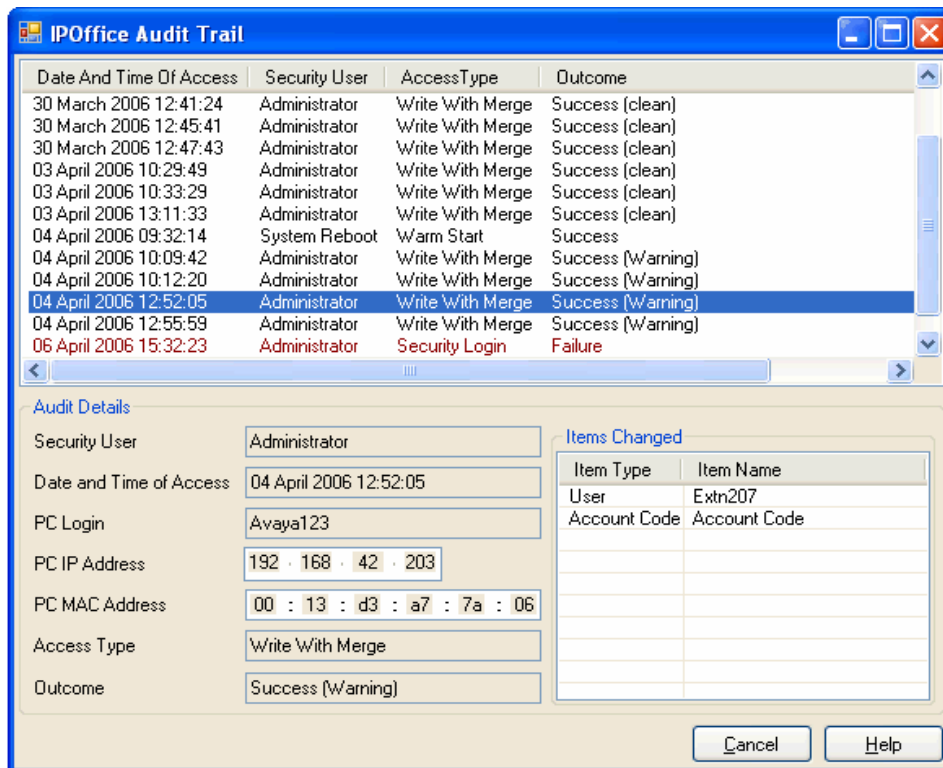 IPOffice Audit Trail
Date And Time Of Access Security User AccessType Outcome
30 March 2006 12:41:24 Administrator Write With Merge Success (clean)
30 March 2006 12:45:41 Administrator Write With Merge Success (clean)
30 March 2006 12:47:43 Administrator Write With Merge Success (clean)
03 April 2006 10:29:49 Administrator Write With Merge Success (clean)
03 April 2006 10:33:29 Administrator Write With Merge Success (clean)
03 April 2006 13:11:33 Administrator Write With Merge Success (clean)
04 April 2006 09:32:14 System Reboot Warm Start Success
04 April 2006 10:09:42 Administrator Write With Merge Success (Warning)
04 April 2006 10:12:20 Administrator Write With Merge Success (Warning)
04 April 2006 12:52:05 Administrator Write With Merge Success (Warning)
04 April 2006 12:55:59 Administrator Write With Merge Success (Warning)
06 April 2006 15:32:23 Administrator Security Login Failure
Audit Details
Security User Administrator
Date and Time of Access 04 April 2006 12:52:05
PC Login Avaya123
PC IP Address 192 . 168 . 42 . 203
PC MAC Address 00 : 13 : d3 : a7 : 7a : 06
Access Type Write With Merge
Outcome Success (Warning)
Items Changed
Item Type Item Name
User Extn207
Account Code Account Code
Cancel Help